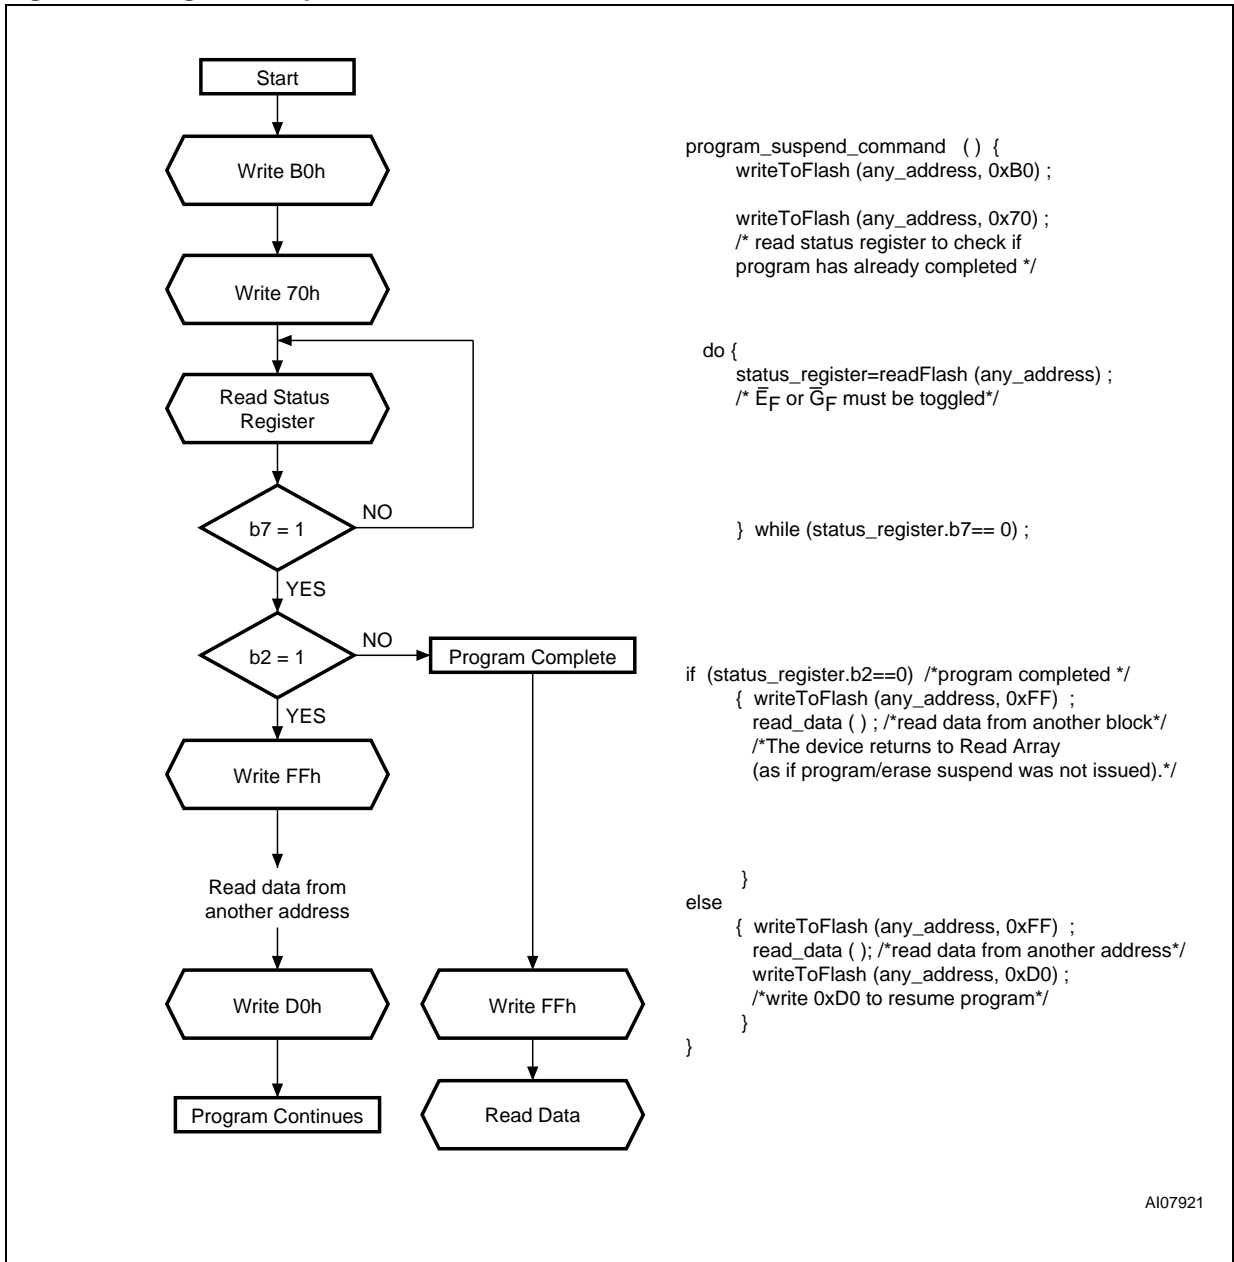 Start
Write B0h
Write 70h
Read Status
Register
b7 = 1
NO
YES
b2 = 1
NO
Program Complete
YES
Write FFh
Read data from
another address
Write D0h
Write FFh
Program Continues
Read Data
program_suspend_command ( ) {
writeToFlash (any_address, 0xB0) ;
writeToFlash (any_address, 0x70) ;
/* read status register to check if
program has already completed */
do {
status_register=readFlash (any_address) ;
/* E̅F or G̅F must be toggled*/
} while (status_register.b7== 0) ;
if (status_register.b2==0) /*program completed */
{ writeToFlash (any_address, 0xFF) ;
read_data ( ) ; /*read data from another block*/
/*The device returns to Read Array
(as if program/erase suspend was not issued).*/
}
else
{ writeToFlash (any_address, 0xFF) ;
read_data ( ); /*read data from another address*/
writeToFlash (any_address, 0xD0) ;
/*write 0xD0 to resume program*/
}
}
AI07921